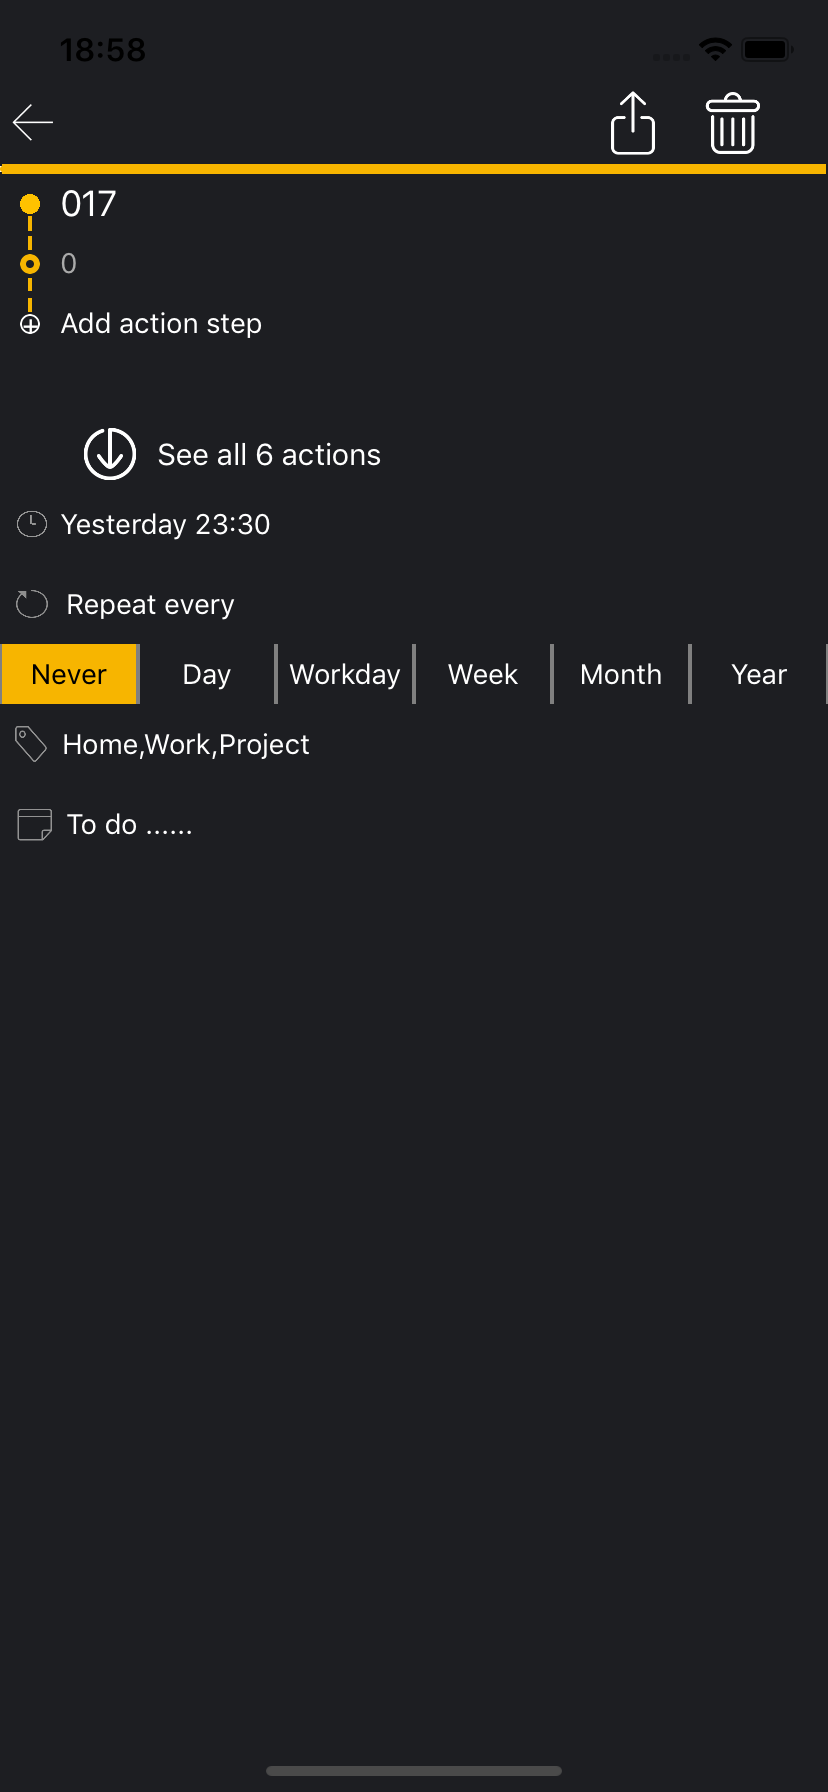 18:58
017
0
Add action step
See all 6 actions
Yesterday 23:30
Repeat every
Never Day Workday Week Month Year
Home,Work,Project
To do ......